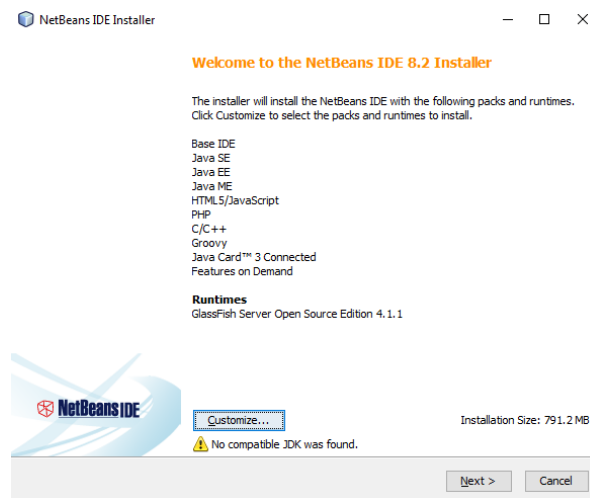 NetBeans IDE Installer
Welcome to the NetBeans IDE 8.2 Installer
The installer will install the NetBeans IDE with the following packs and runtimes.
Click Customize to select the packs and runtimes to install.
Base IDE
Java SE
Java EE
Java ME
HTML5/JavaScript
PHP
C/C++
Groovy
Java Card™ 3 Connected
Features on Demand
Runtimes
GlassFish Server Open Source Edition 4.1.1
NetBeans IDE
Customize...
Installation Size: 791.2 MB
No compatible JDK was found.
Next >
Cancel